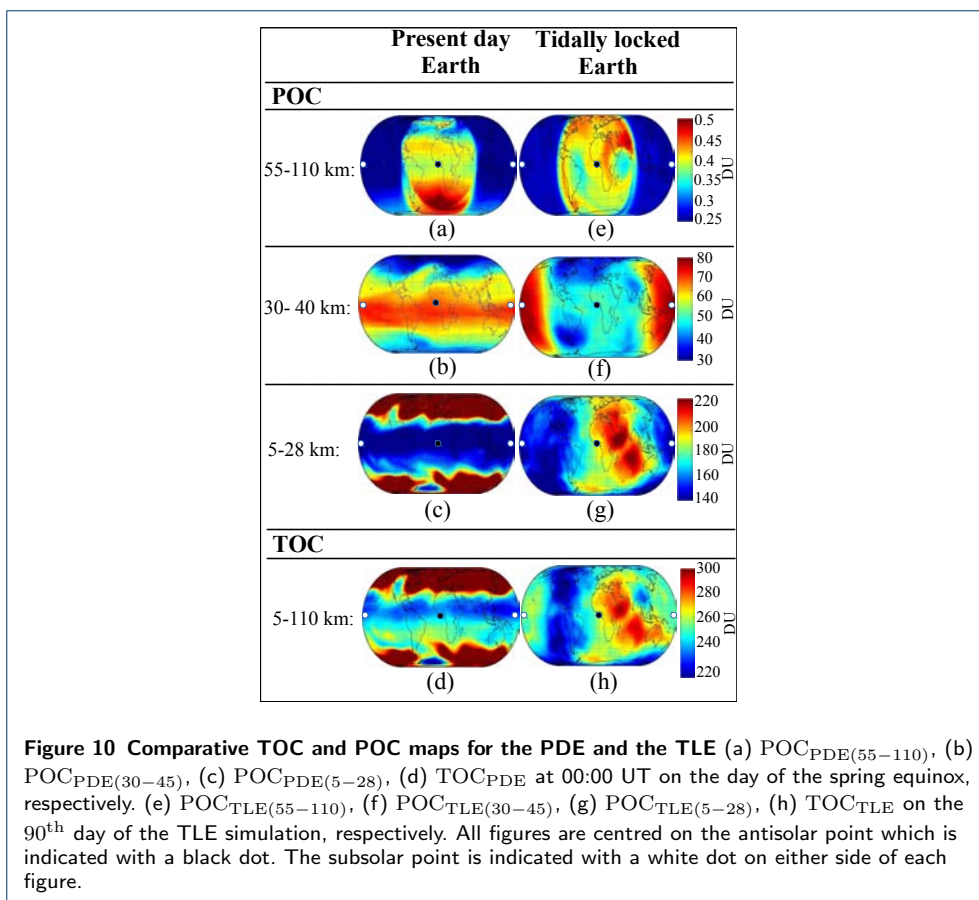 Present day Earth
Tidally locked Earth
POC
55-110 km:
(a)
(e)
0.5
0.45
0.4
0.35
0.3
0.25
DU
30- 40 km:
(b)
(f)
80
70
60
50
40
30
DU
5-28 km:
(c)
(g)
220
200
180
160
140
DU
TOC
5-110 km:
(d)
(h)
300
280
260
240
220
DU
Figure 10 Comparative TOC and POC maps for the PDE and the TLE (a) POC_PDE(55−110), (b)
POC_PDE(30−45), (c) POC_PDE(5−28), (d) TOC_PDE at 00:00 UT on the day of the spring equinox,
respectively. (e) POC_TLE(55−110), (f) POC_TLE(30−45), (g) POC_TLE(5−28), (h) TOC_TLE on the
90th day of the TLE simulation, respectively. All figures are centred on the antisolar point which is
indicated with a black dot. The subsolar point is indicated with a white dot on either side of each
figure.